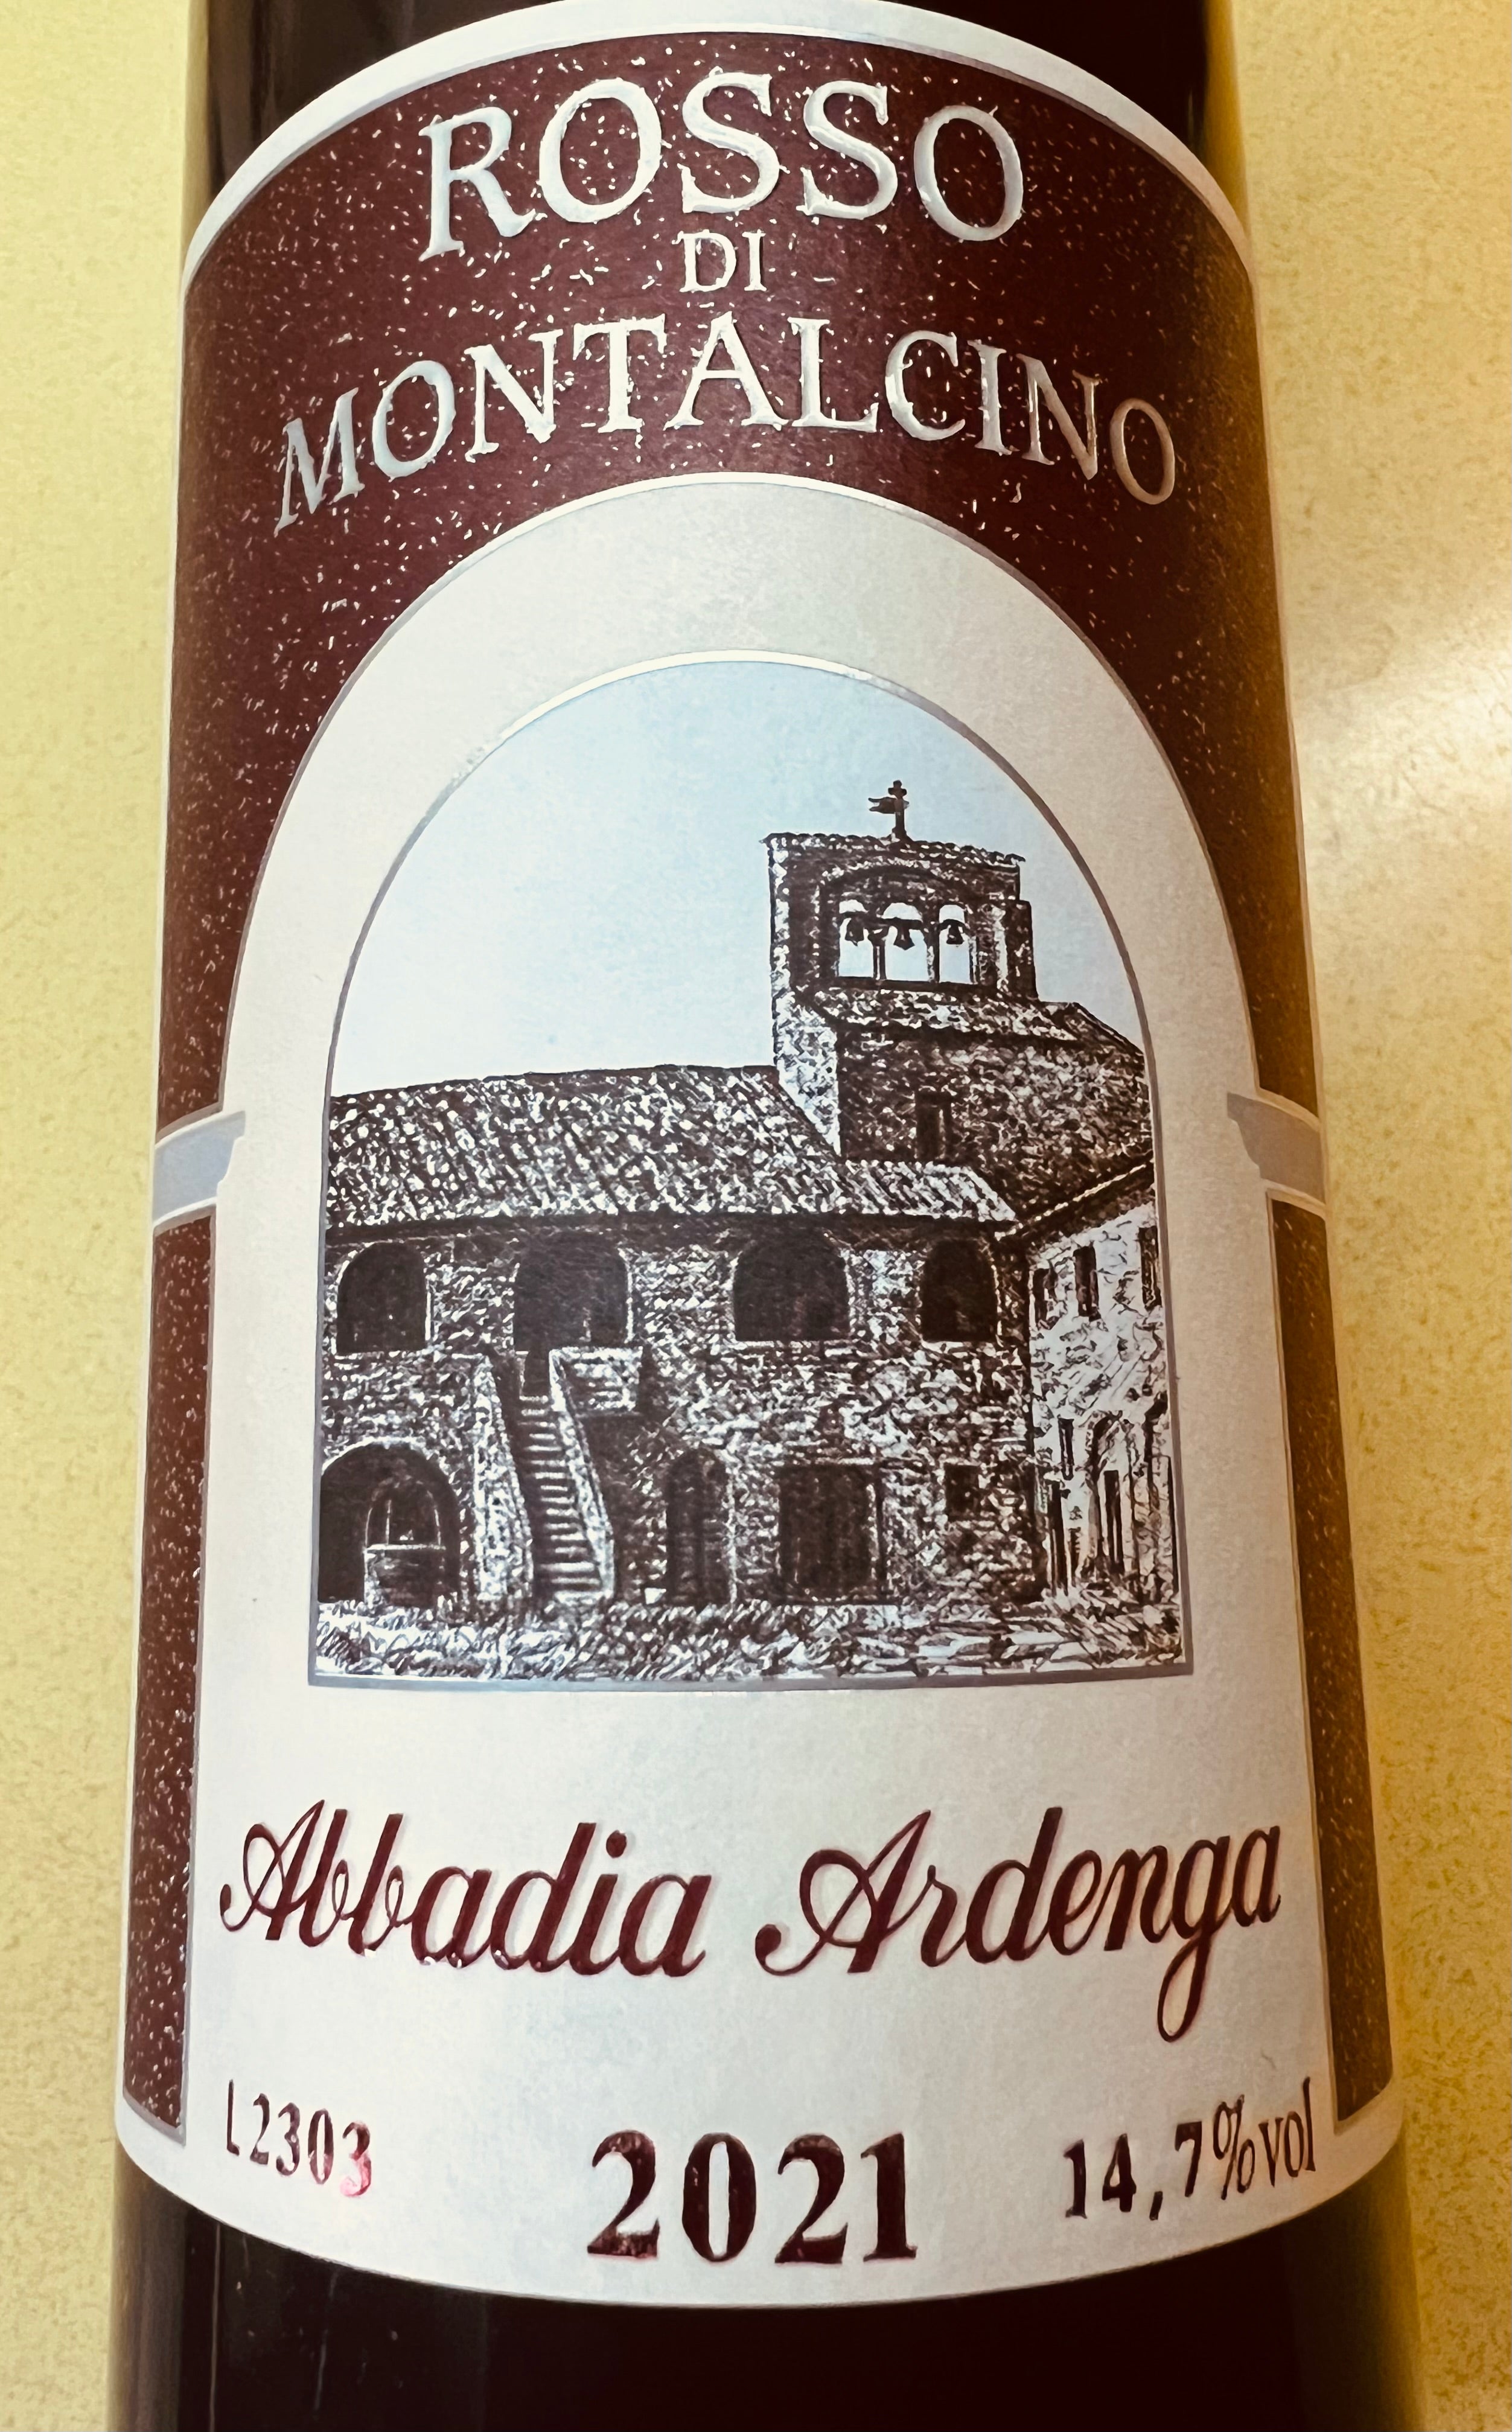 ROSSO
DI
MONTALCINO
Abbadia Ardenga
L2303 2021 14,7%vol